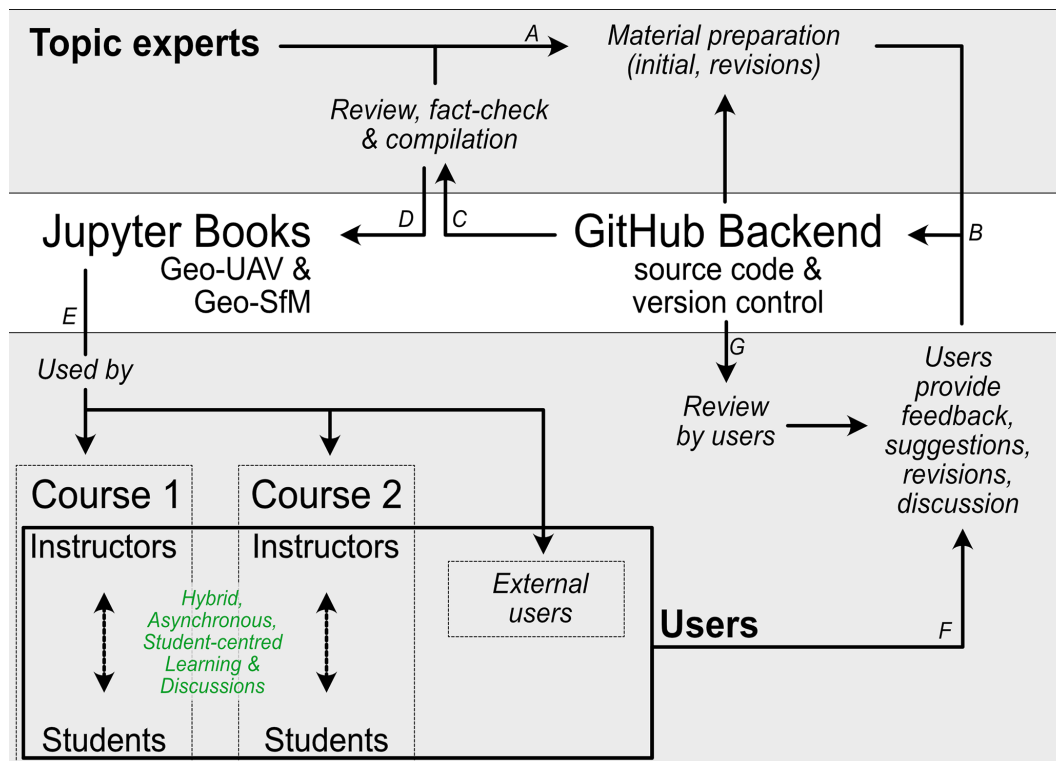 Topic experts
A
Material preparation
(initial, revisions)
Review, fact-check
& compilation
Jupyter Books
Geo-UAV &
Geo-SfM
D
C
GitHub Backend
source code &
version control
B
E
Used by
G
Review
by users
Users
provide
feedback,
suggestions,
revisions,
discussion
Course 1
Instructors
Students
Hybrid,
Asynchronous,
Student-centred
Learning &
Discussions
Course 2
Instructors
Students
External
users
Users
F